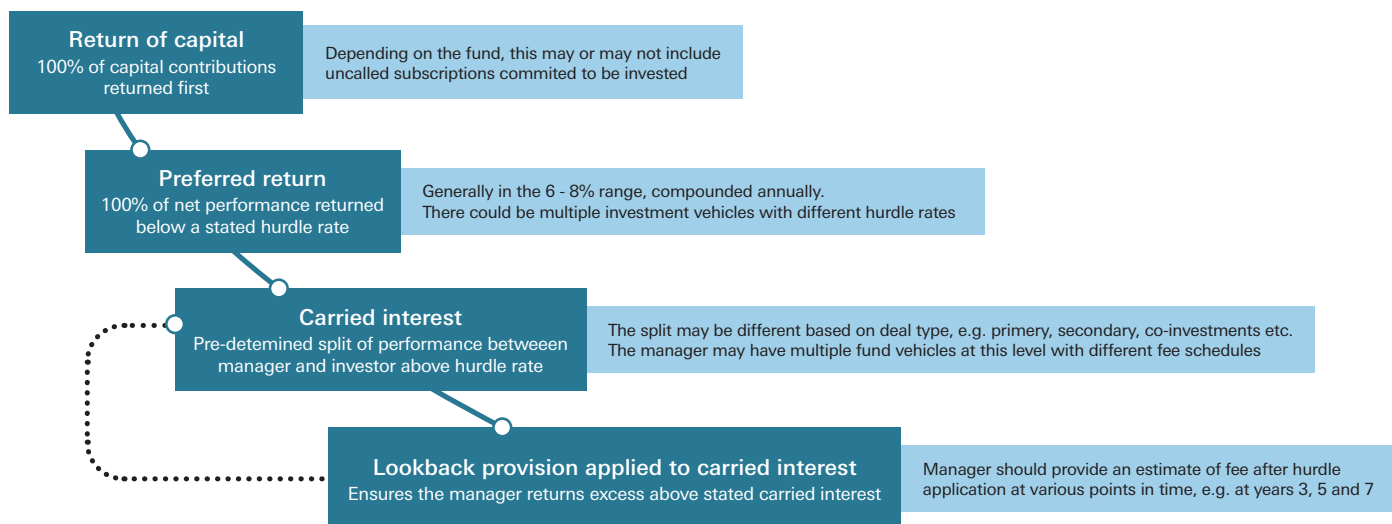 Return of capital
100% of capital contributions
returned first
Depending on the fund, this may or may not include
uncalled subscriptions commited to be invested
Preferred return
100% of net performance returned
below a stated hurdle rate
Generally in the 6 - 8% range, compounded annually.
There could be multiple investment vehicles with different hurdle rates
Carried interest
Pre-detemined split of performance betweeen
manager and investor above hurdle rate
The split may be different based on deal type, e.g. primary, secondary, co-investments etc.
The manager may have multiple fund vehicles at this level with different fee schedules
Lookback provision applied to carried interest
Ensures the manager returns excess above stated carried interest
Manager should provide an estimate of fee after hurdle
application at various points in time, e.g. at years 3, 5 and 7